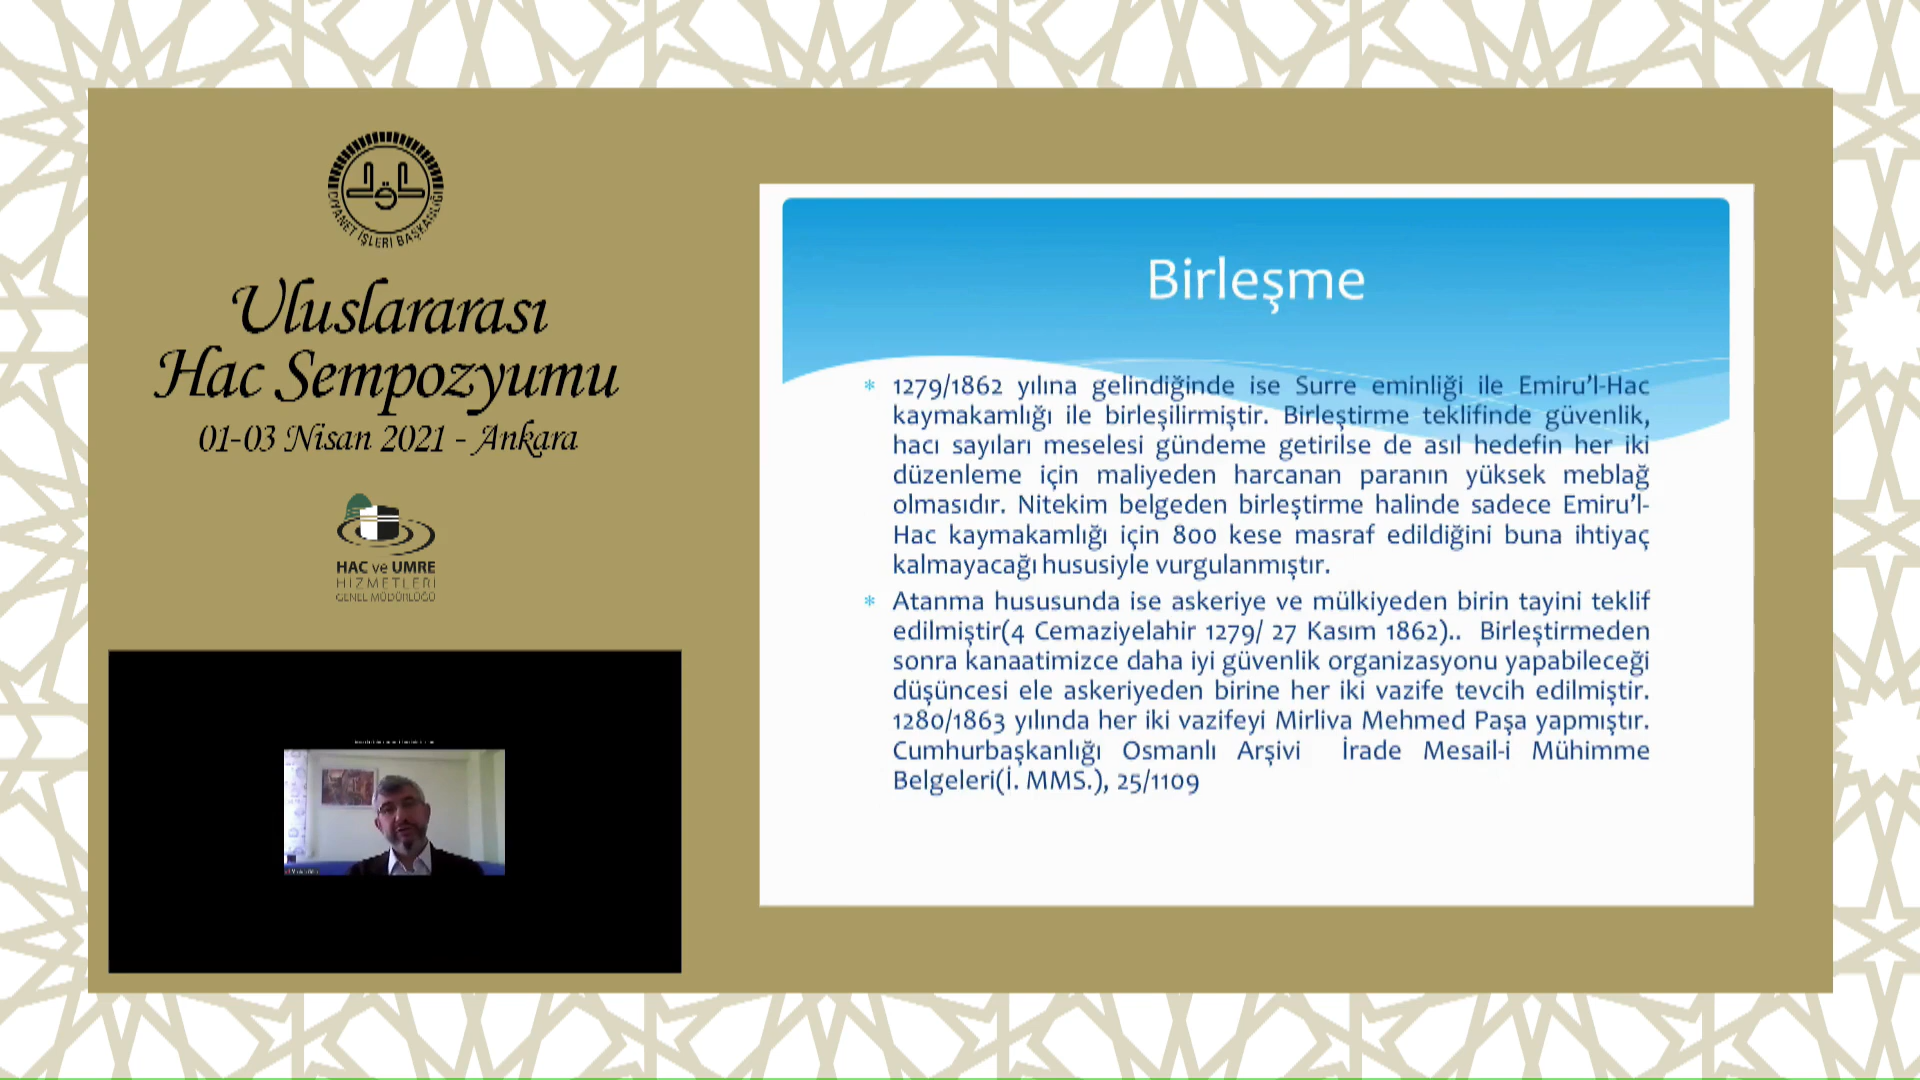 DİYANET İŞLERİ BAŞKANLIĞI
Uluslararası
Hac Sempozyumu
01-03 Nisan 2021 - Ankara
HAC ve UMRE
HİZMETLERİ
GENEL MÜDÜRLÜĞÜ
Birleşme
* 1279/1862 yılına gelindiğinde ise Surre eminliği ile Emiru’l-Hac
kaymakamlığı ile birleşilirmiştir. Birleştirme teklifinde güvenlik,
hacı sayıları meselesi gündeme getirilse de asıl hedefin her iki
düzenleme için maliyeden harcanan paranın yüksek meblağ
olmasıdır. Nitekim belgeden birleştirme halinde sadece Emiru’l-
Hac kaymakamlığı için 800 kese masraf edildiğini buna ihtiyaç
kalmayacağı hususiyle vurgulanmıştır.
* Atanma hususunda ise askeriye ve mülkiyeden birin tayini teklif
edilmiştir(4 Cemaziyelahir 1279/ 27 Kasım 1862).. Birleştirmeden
sonra kanaatimizce daha iyi güvenlik organizasyonu yapabileceği
düşüncesi ele askeriyeden birine her iki vazife tevcih edilmiştir.
1280/1863 yılında her iki vazifeyi Mirliva Mehmed Paşa yapmıştır.
Cumhurbaşkanlığı Osmanlı Arşivi İrade Mesail-i Mühimme
Belgeleri(İ. MMS.), 25/1109